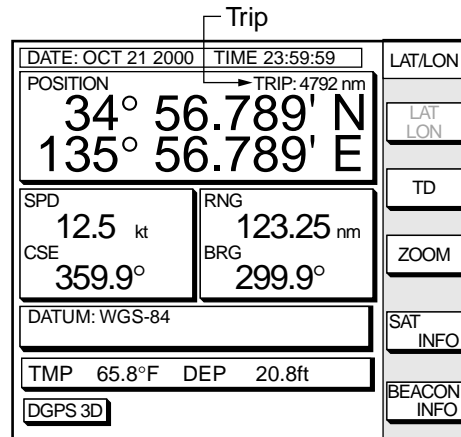 Trip
DATE: OCT 21 2000 TIME 23:59:59
POSITION TRIP: 4792 nm
34° 56.789' N
135° 56.789' E
SPD
12.5 kt
CSE
359.9°
RNG
123.25 nm
BRG
299.9°
DATUM: WGS-84
TMP 65.8°F DEP 20.8ft
DGPS 3D
LAT/LON
LAT
LON
TD
ZOOM
SAT
INFO
BEACON
INFO